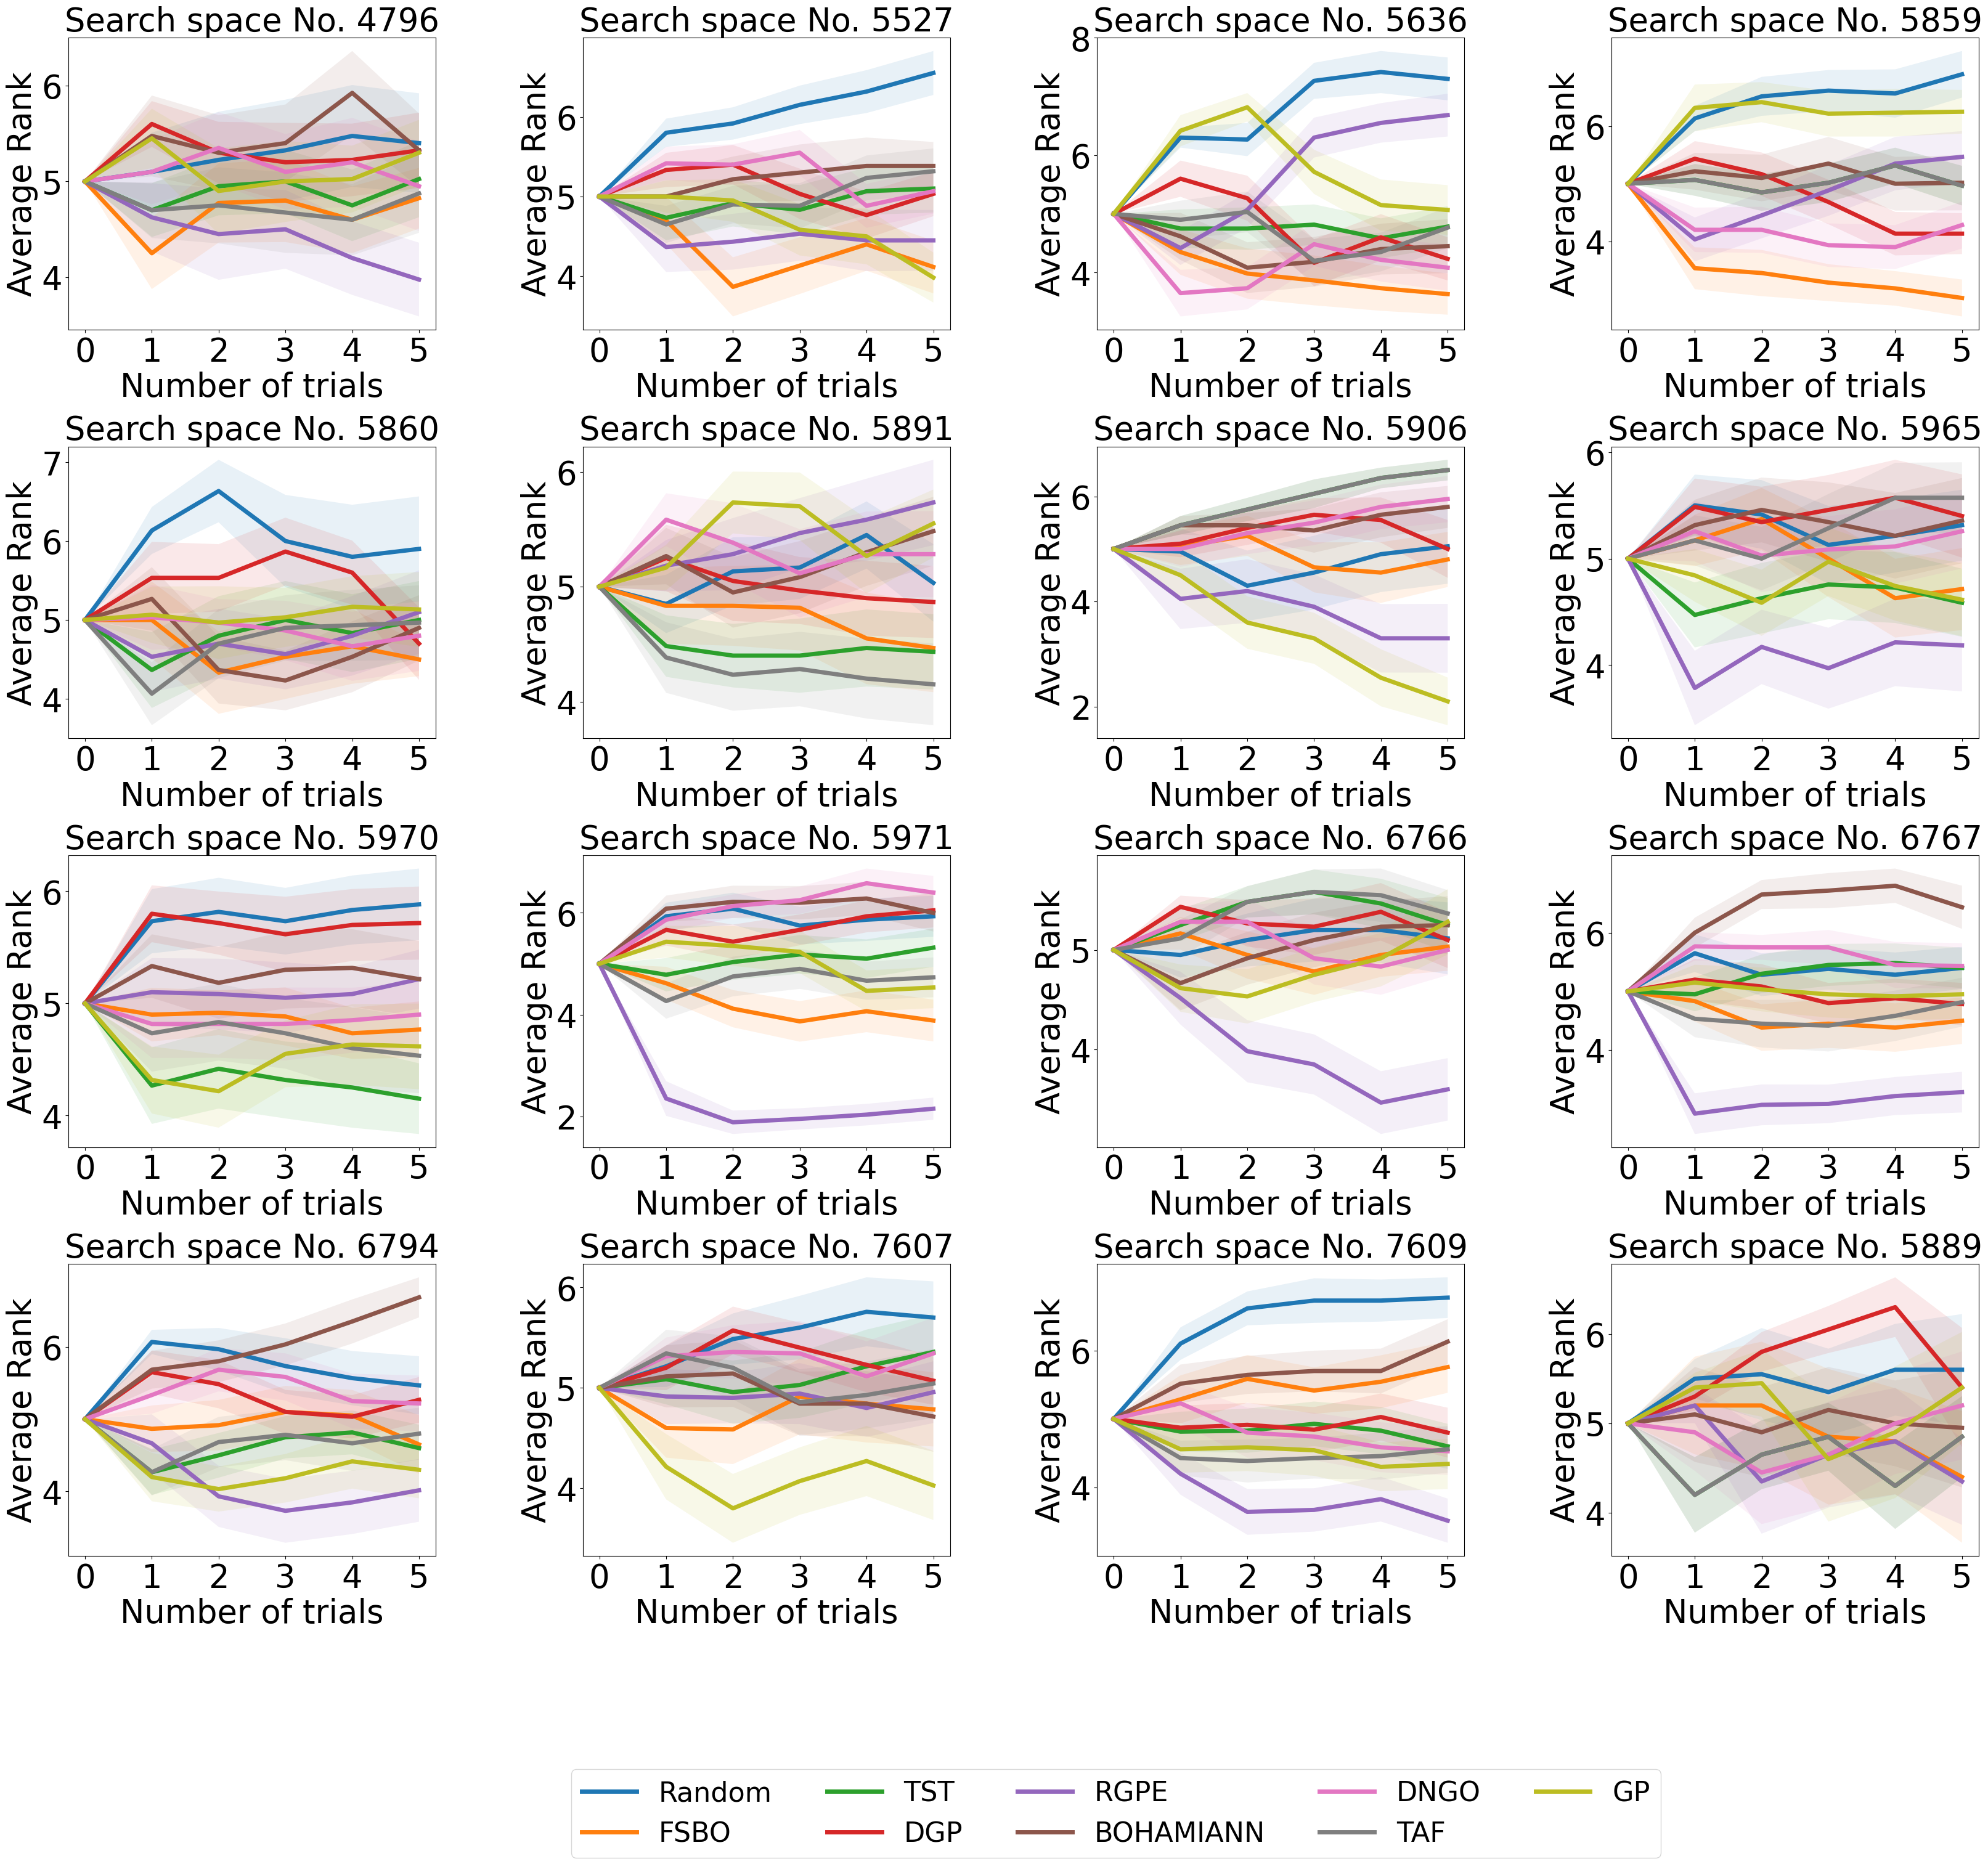 Search space No. 4796
Average Rank
6
5
4
0 1 2 3 4 5
Number of trials
Search space No. 5527
Average Rank
6
5
4
0 1 2 3 4 5
Number of trials
Search space No. 5636
Average Rank
8
6
4
0 1 2 3 4 5
Number of trials
Search space No. 5859
Average Rank
6
4
0 1 2 3 4 5
Number of trials
Search space No. 5860
Average Rank
7
6
5
4
0 1 2 3 4 5
Number of trials
Search space No. 5891
Average Rank
6
5
4
0 1 2 3 4 5
Number of trials
Search space No. 5906
Average Rank
6
4
2
0 1 2 3 4 5
Number of trials
Search space No. 5965
Average Rank
6
5
4
0 1 2 3 4 5
Number of trials
Search space No. 5970
Average Rank
6
5
4
0 1 2 3 4 5
Number of trials
Search space No. 5971
Average Rank
6
4
2
0 1 2 3 4 5
Number of trials
Search space No. 6766
Average Rank
5
4
0 1 2 3 4 5
Number of trials
Search space No. 6767
Average Rank
6
4
0 1 2 3 4 5
Number of trials
Search space No. 6794
Average Rank
6
4
0 1 2 3 4 5
Number of trials
Search space No. 7607
Average Rank
6
5
4
0 1 2 3 4 5
Number of trials
Search space No. 7609
Average Rank
6
4
0 1 2 3 4 5
Number of trials
Search space No. 5889
Average Rank
6
5
4
0 1 2 3 4 5
Number of trials
Random TST RGPE DNGO GP
FSBO DGP BOHAMIANN TAF